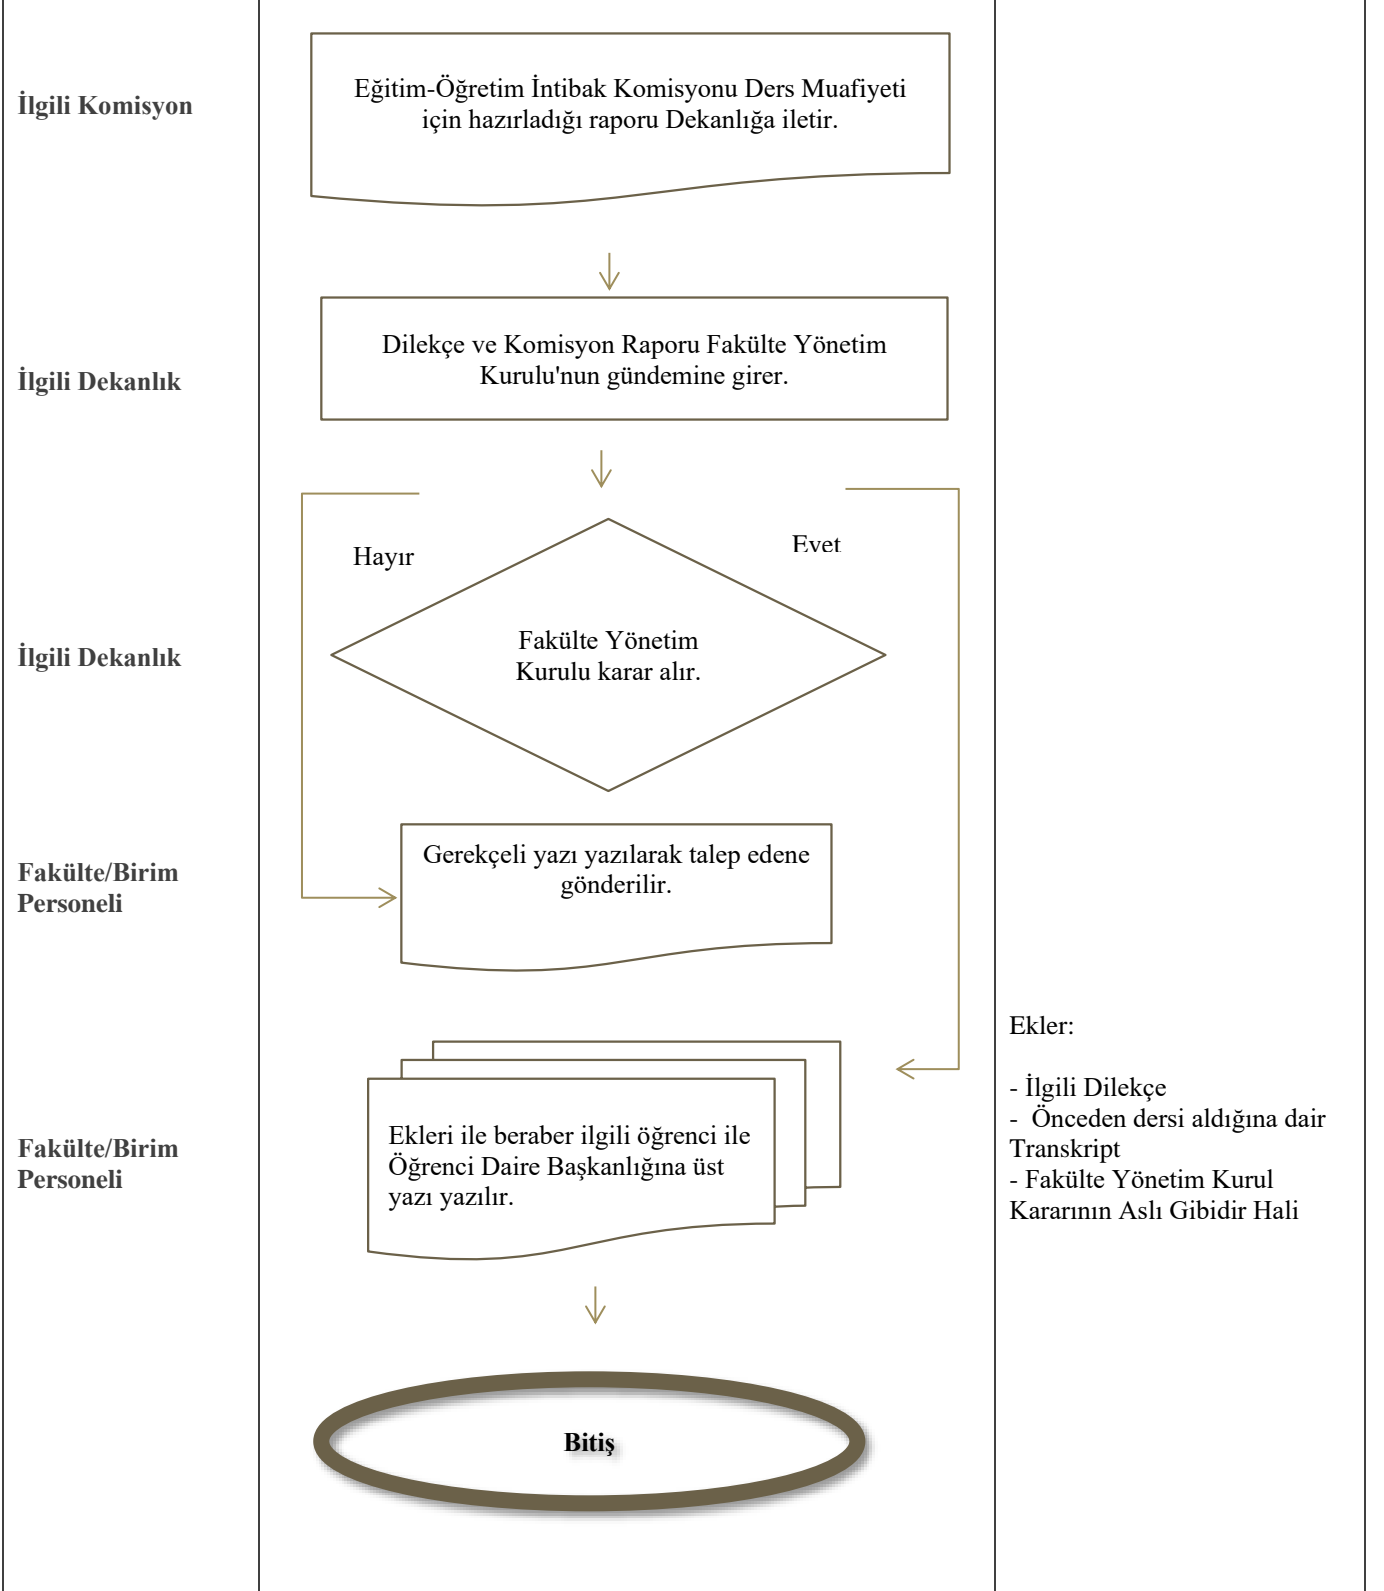 İlgili Komisyon
Eğitim-Öğretim İntibak Komisyonu Ders Muafiyeti
için hazırladığı raporu Dekanlığa iletir.
İlgili Dekanlık
Dilekçe ve Komisyon Raporu Fakülte Yönetim
Kurulu'nun gündemine girer.
Hayır
Evet
İlgili Dekanlık
Fakülte Yönetim
Kurulu karar alır.
Fakülte/Birim
Personeli
Gerekçeli yazı yazılarak talep edene
gönderilir.
Fakülte/Birim
Personeli
Ekleri ile beraber ilgili öğrenci ile
Öğrenci Daire Başkanlığına üst
yazı yazılır.
Ekler:
- İlgili Dilekçe
- Önceden dersi aldığına dair
Transkript
- Fakülte Yönetim Kurul
Kararının Aslı Gibidir Hali
Bitiş